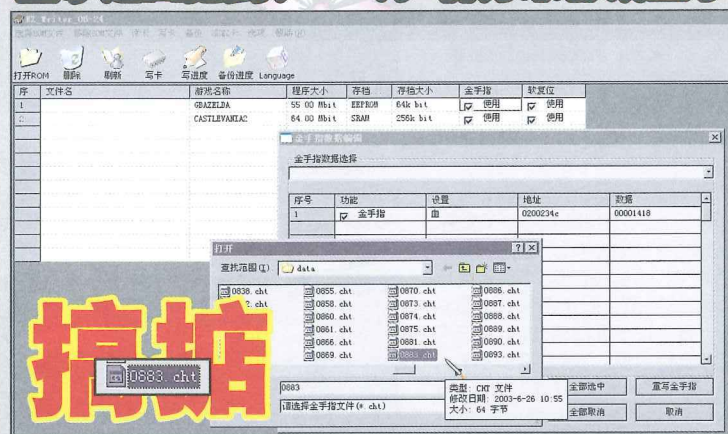 EZ Writer 08-24
打开ROM 删除 刷新 写卡 写进度 备份进度 Language
序 文件名 游戏名称 程序大小 存档 存档大小 金手指 软复位
1 GBAZELDA 55.00 Mbit EEPROM 64k bit 使用 使用
2 CASTLEVANIA2 64.00 Mbit SRAM 256k bit 使用 使用
金手指数据编辑
金手指数据选择
序号 功能 设置 地址 数据
1 金手指 血 0200234c 00001418
打开
查找范围(I): data
0838.cht 0855.cht 0870.cht 0886.cht
0858.cht 0873.cht 0887.cht
0860.cht 0874.cht 0888.cht
0861.cht 0875.cht 0889.cht
0866.cht 0881.cht 0890.cht
0869.cht 0883.cht 0893.cht
搞掂
0883.cht
0883
请选择金手指文件(*.cht)
类型: CHT 文件
修改日期: 2003-6-26 10:55
大小: 64 字节
全部选中 重写金手指
全部取消 取消